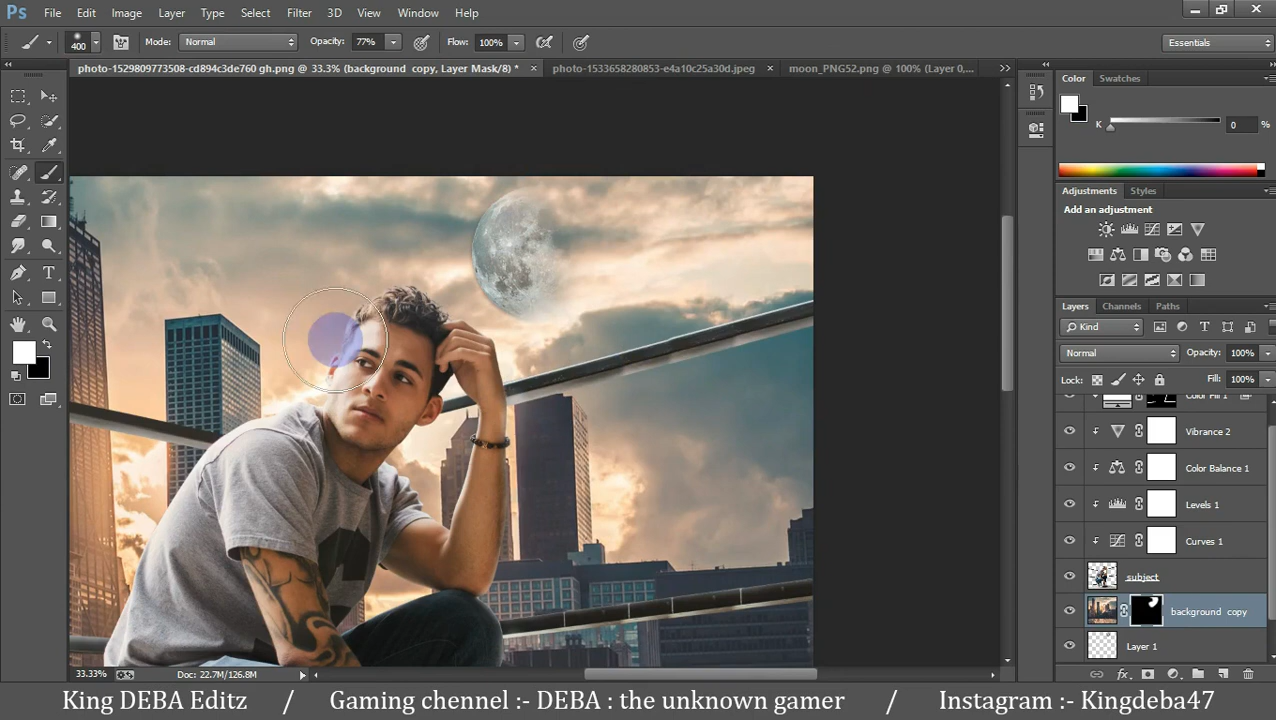 Ps File Edit Image Layer Type Select Filter 3D View Window Help
400 Mode: Normal Opacity: 77% Flow: 100% Essentials
photo-1529809773508-cd894c3de760 gh.png @ 33.3% (background copy, Layer Mask/8) * × photo-1533658280853-e4a10c25a30d.jpeg × moon_PNG52.png @ 100% (Layer 0,...
Color Swatches
K 0 %
Adjustments Styles
Add an adjustment
Layers Channels Paths
Kind
Normal Opacity: 100%
Lock: Fill: 100%
Color Fill 1
Vibrance 2
Color Balance 1
Levels 1
Curves 1
subject
background copy
Layer 1
33.33% Doc: 22.7M/126.8M
King DEBA Editz / Gaming chennel :- DEBA : the unknown gamer / Instagram :- Kingdeba47